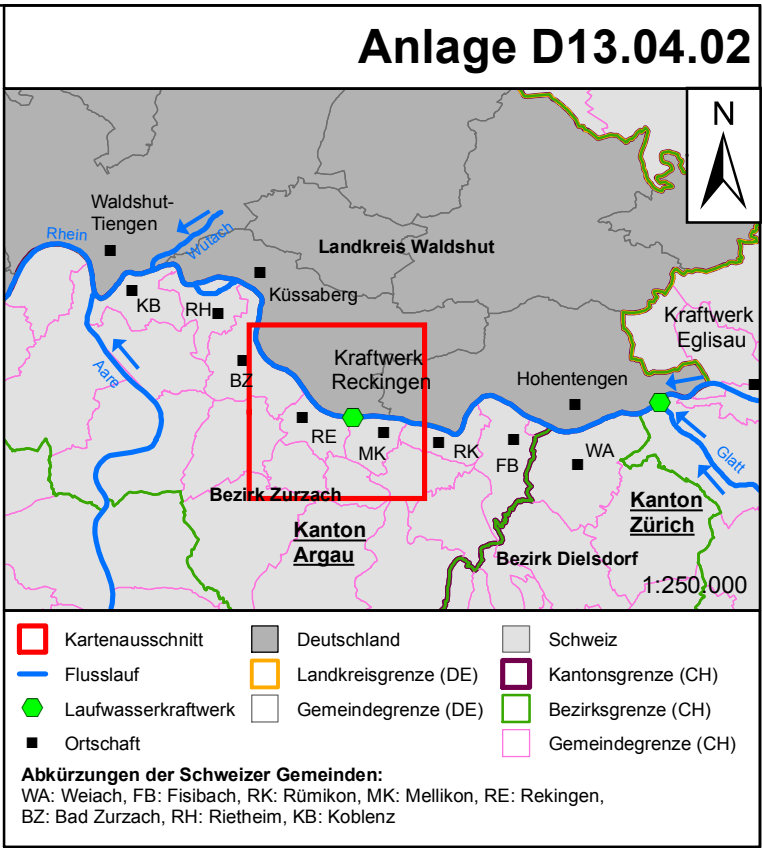 Anlage D13.04.02
N
Waldshut-
Tiengen
Rhein
Wutach
Landkreis Waldshut
Küssaberg
KB
RH
Kraftwerk
Eglisau
Aare
BZ
Kraftwerk
Reckingen
Hohentengen
RE
MK
RK
FB
WA
Glatt
Bezirk Zurzach
Kanton
Zürich
Kanton
Argau
Bezirk Dielsdorf
1:250.000
Kartenausschnitt
Deutschland
Schweiz
Flusslauf
Landkreisgrenze (DE)
Kantonsgrenze (CH)
Laufwasserkraftwerk
Gemeindegrenze (DE)
Bezirksgrenze (CH)
Ortschaft
Gemeindegrenze (CH)
Abkürzungen der Schweizer Gemeinden:
WA: Weiach, FB: Fisibach, RK: Rümikon, MK: Mellikon, RE: Rekingen,
BZ: Bad Zurzach, RH: Rietheim, KB: Koblenz